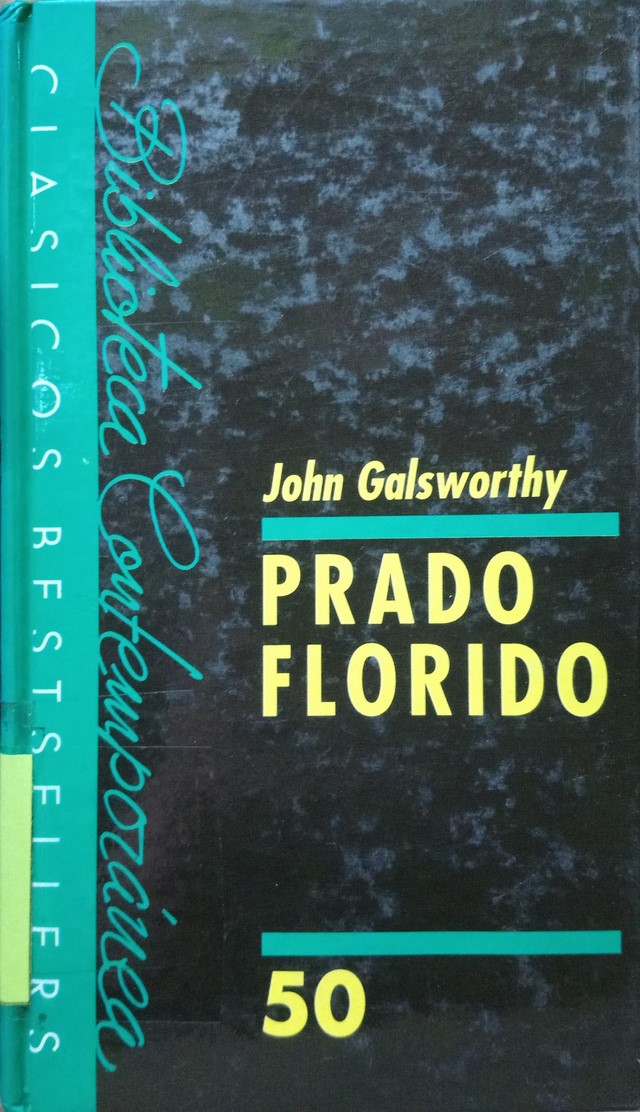 CLASICOS BESTSELLERS
Biblioteca Contemporánea
John Galsworthy
PRADO
FLORIDO
50